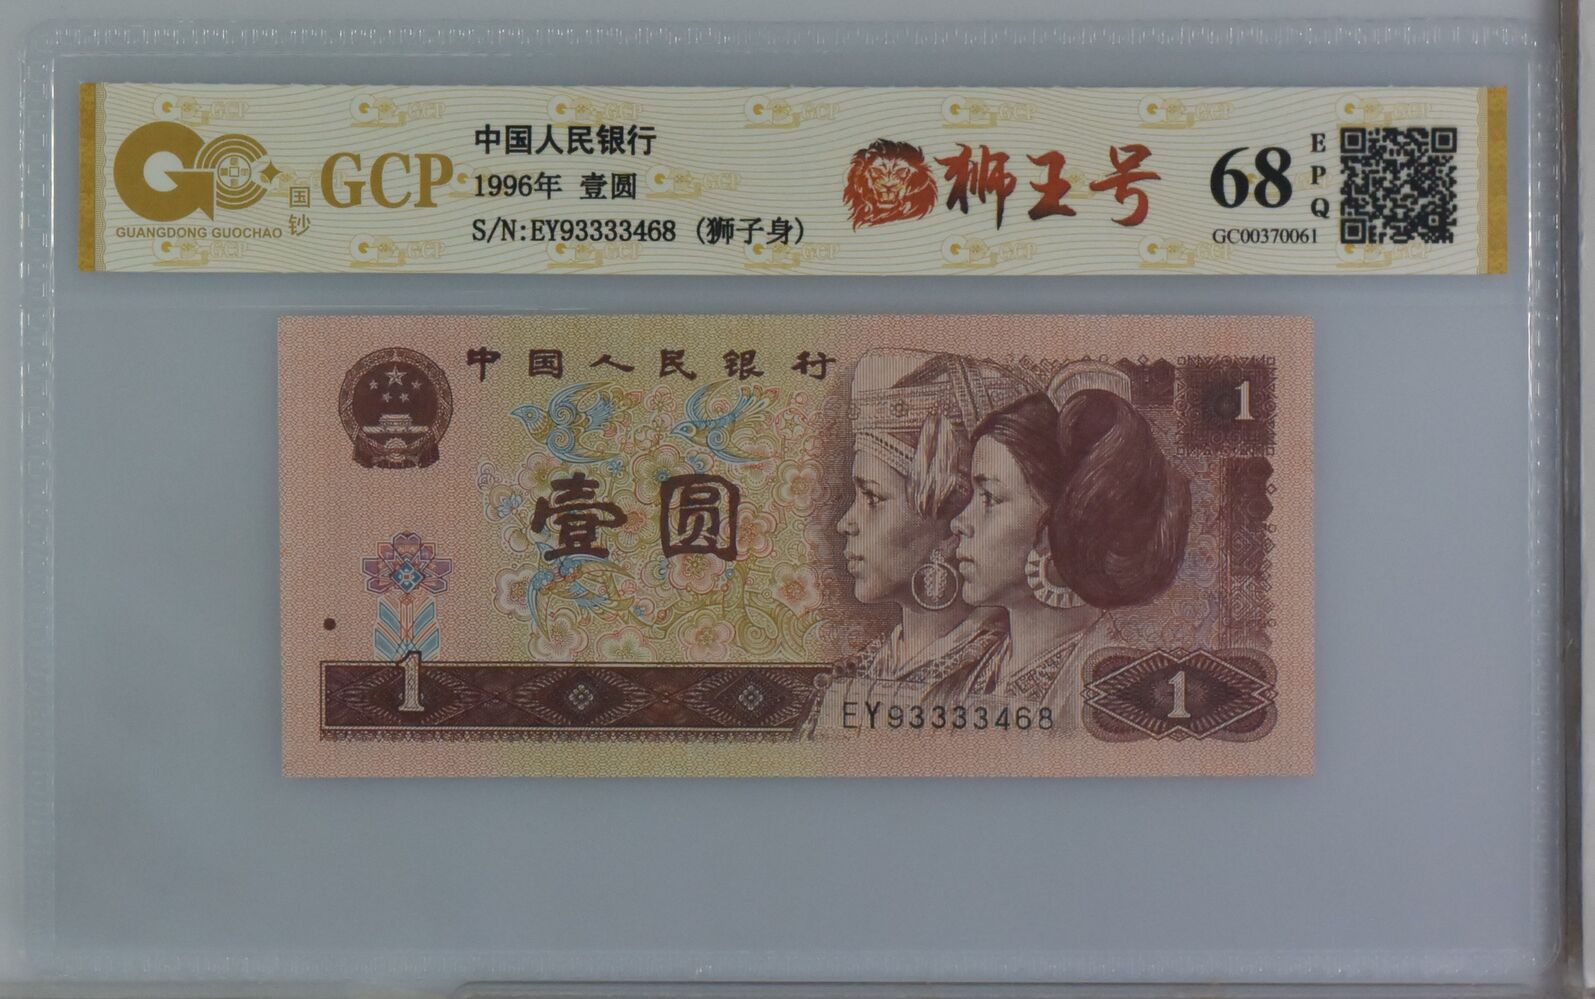 GCP
国钞
GUANGDONG GUOCHAO
中国人民银行
1996年 壹圆
S/N:EY93333468 (狮子身)
狮王号
68
EPQ
GC00370061
中国人民银行
1
壹圆
1
EY93333468
1